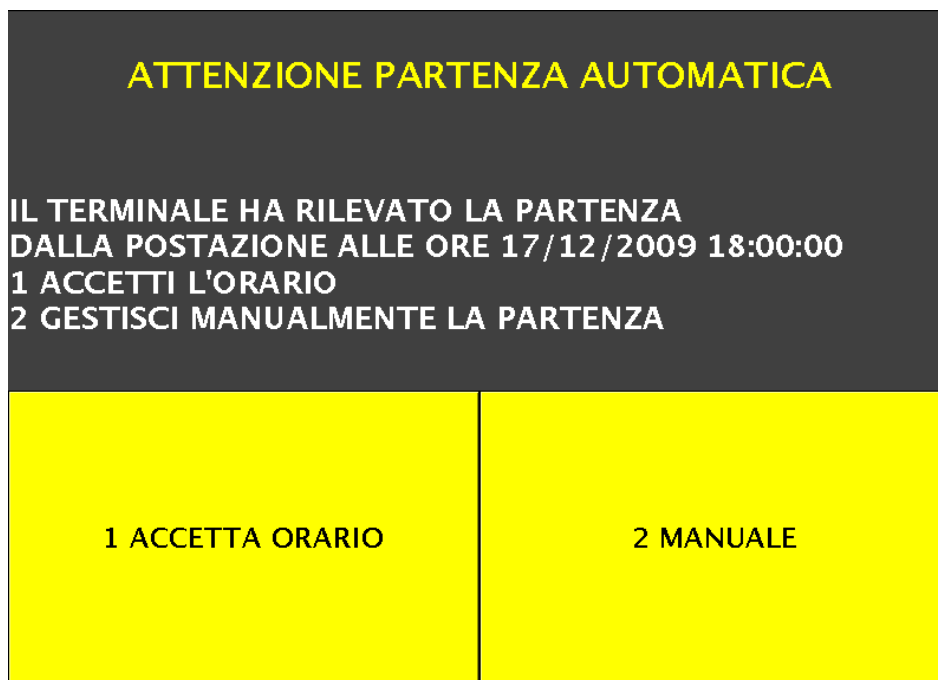 ATTENZIONE PARTENZA AUTOMATICA
IL TERMINALE HA RILEVATO LA PARTENZA
DALLA POSTAZIONE ALLE ORE 17/12/2009 18:00:00
1 ACCETTI L'ORARIO
2 GESTISCI MANUALMENTE LA PARTENZA
1 ACCETTA ORARIO
2 MANUALE